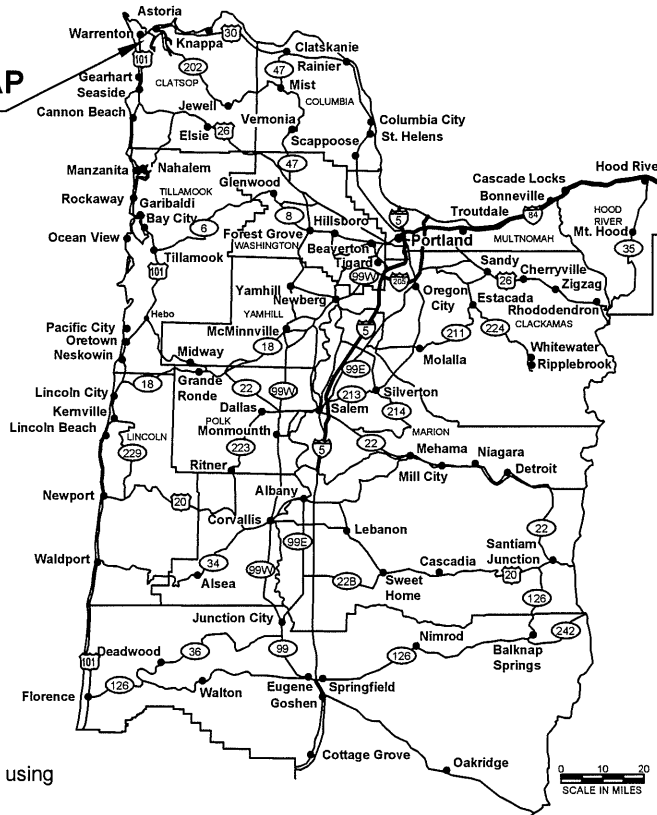 Astoria
Warrenton
Knappa
30
Clatskanie
Rainier
101
202
47
AP
Gearhart
CLATSOP
Mist
Seaside
COLUMBIA
Jewell
Cannon Beach
Vernonia
Columbia City
Elsie
26
St. Helens
Scappoose
47
Manzanita
Nahalem
Hood Rive
Cascade Locks
TILLAMOOK
Glenwood
Bonneville
Rockaway
Garibaldi
84
HOOD
RIVER
Bay City
8
Hillsboro
5
Troutdale
6
Forest Grove
Mt. Hood
Ocean View
WASHINGTON
Beaverton
Portland
MULTNOMAH
35
Tillamook
Tigard
Sandy
101
99W
205
26
Cherryville
Yamhill
Oregon
City
Zigzag
Newberg
Estacada
Rhododendron
Hebo
YAMHILL
CLACKAMAS
Pacific City
McMinnville
5
211
224
Oretown
18
Whitewater
Neskowin
Midway
Molalla
Ripplebrook
99E
18
Grande
Ronde
99W
213
Silverton
Lincoln City
22
Dallas
Salem
214
Kernville
POLK
Lincoln Beach
LINCOLN
Monmounth
MARION
22
229
223
5
Mehama
Niagara
Ritner
Mill City
Detroit
Newport
20
Albany
Corvallis
22
Lebanon
99E
Santiam
Junction
Waldport
34
99W
Cascadia
Alsea
22B
Sweet
Home
20
126
Junction City
Nimrod
242
Deadwood
36
99
126
Balknap
Springs
101
126
Walton
Eugene
Springfield
Florence
Goshen
Cottage Grove
Oakridge
using
0 10 20
SCALE IN MILES